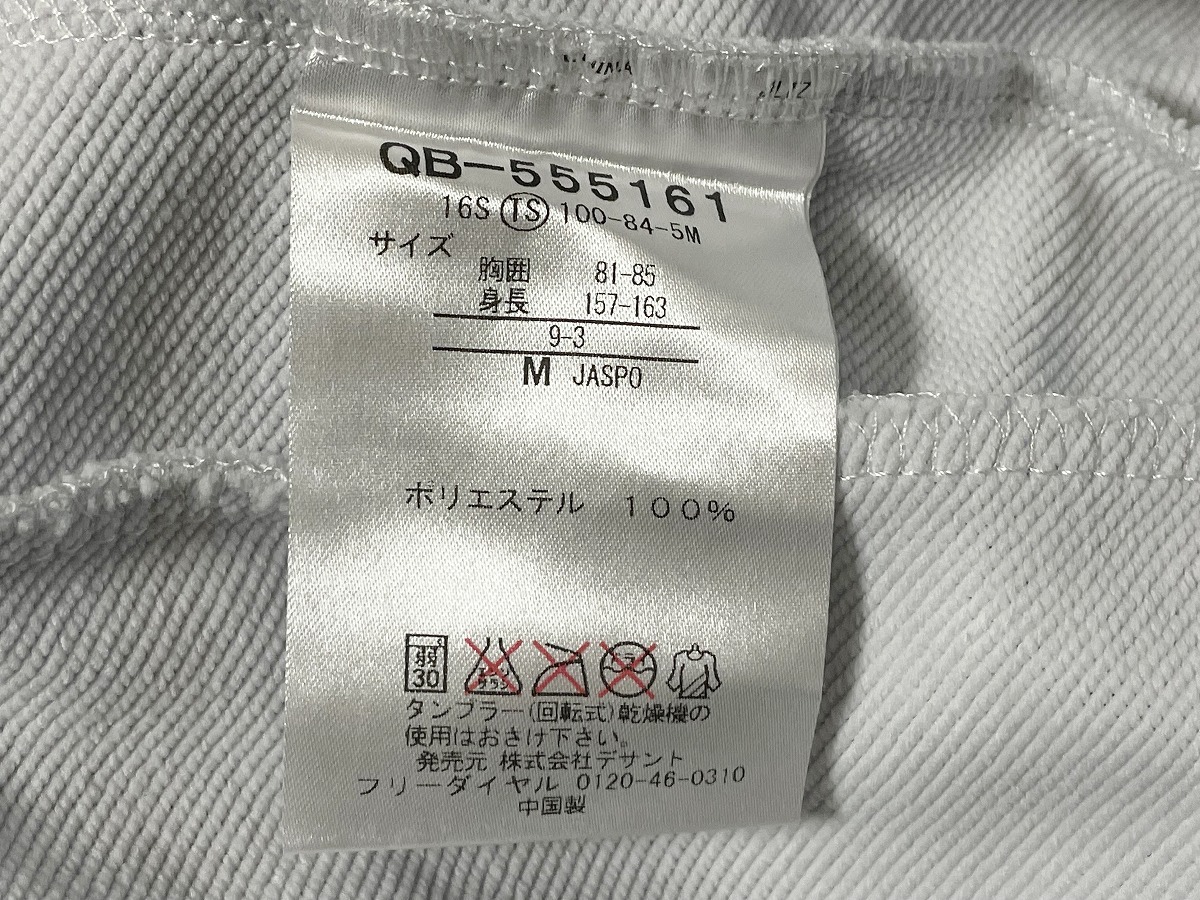 QB-555161
16S TS 100-84-5M
サイズ
胸囲 81-85
身長 157-163
9-3
M JASPO
ポリエステル 100%
弱 30
タンブラー(回転式)乾燥機の
使用はおさけ下さい。
発売元 株式会社デサント
フリーダイヤル 0120-46-0310
中国製